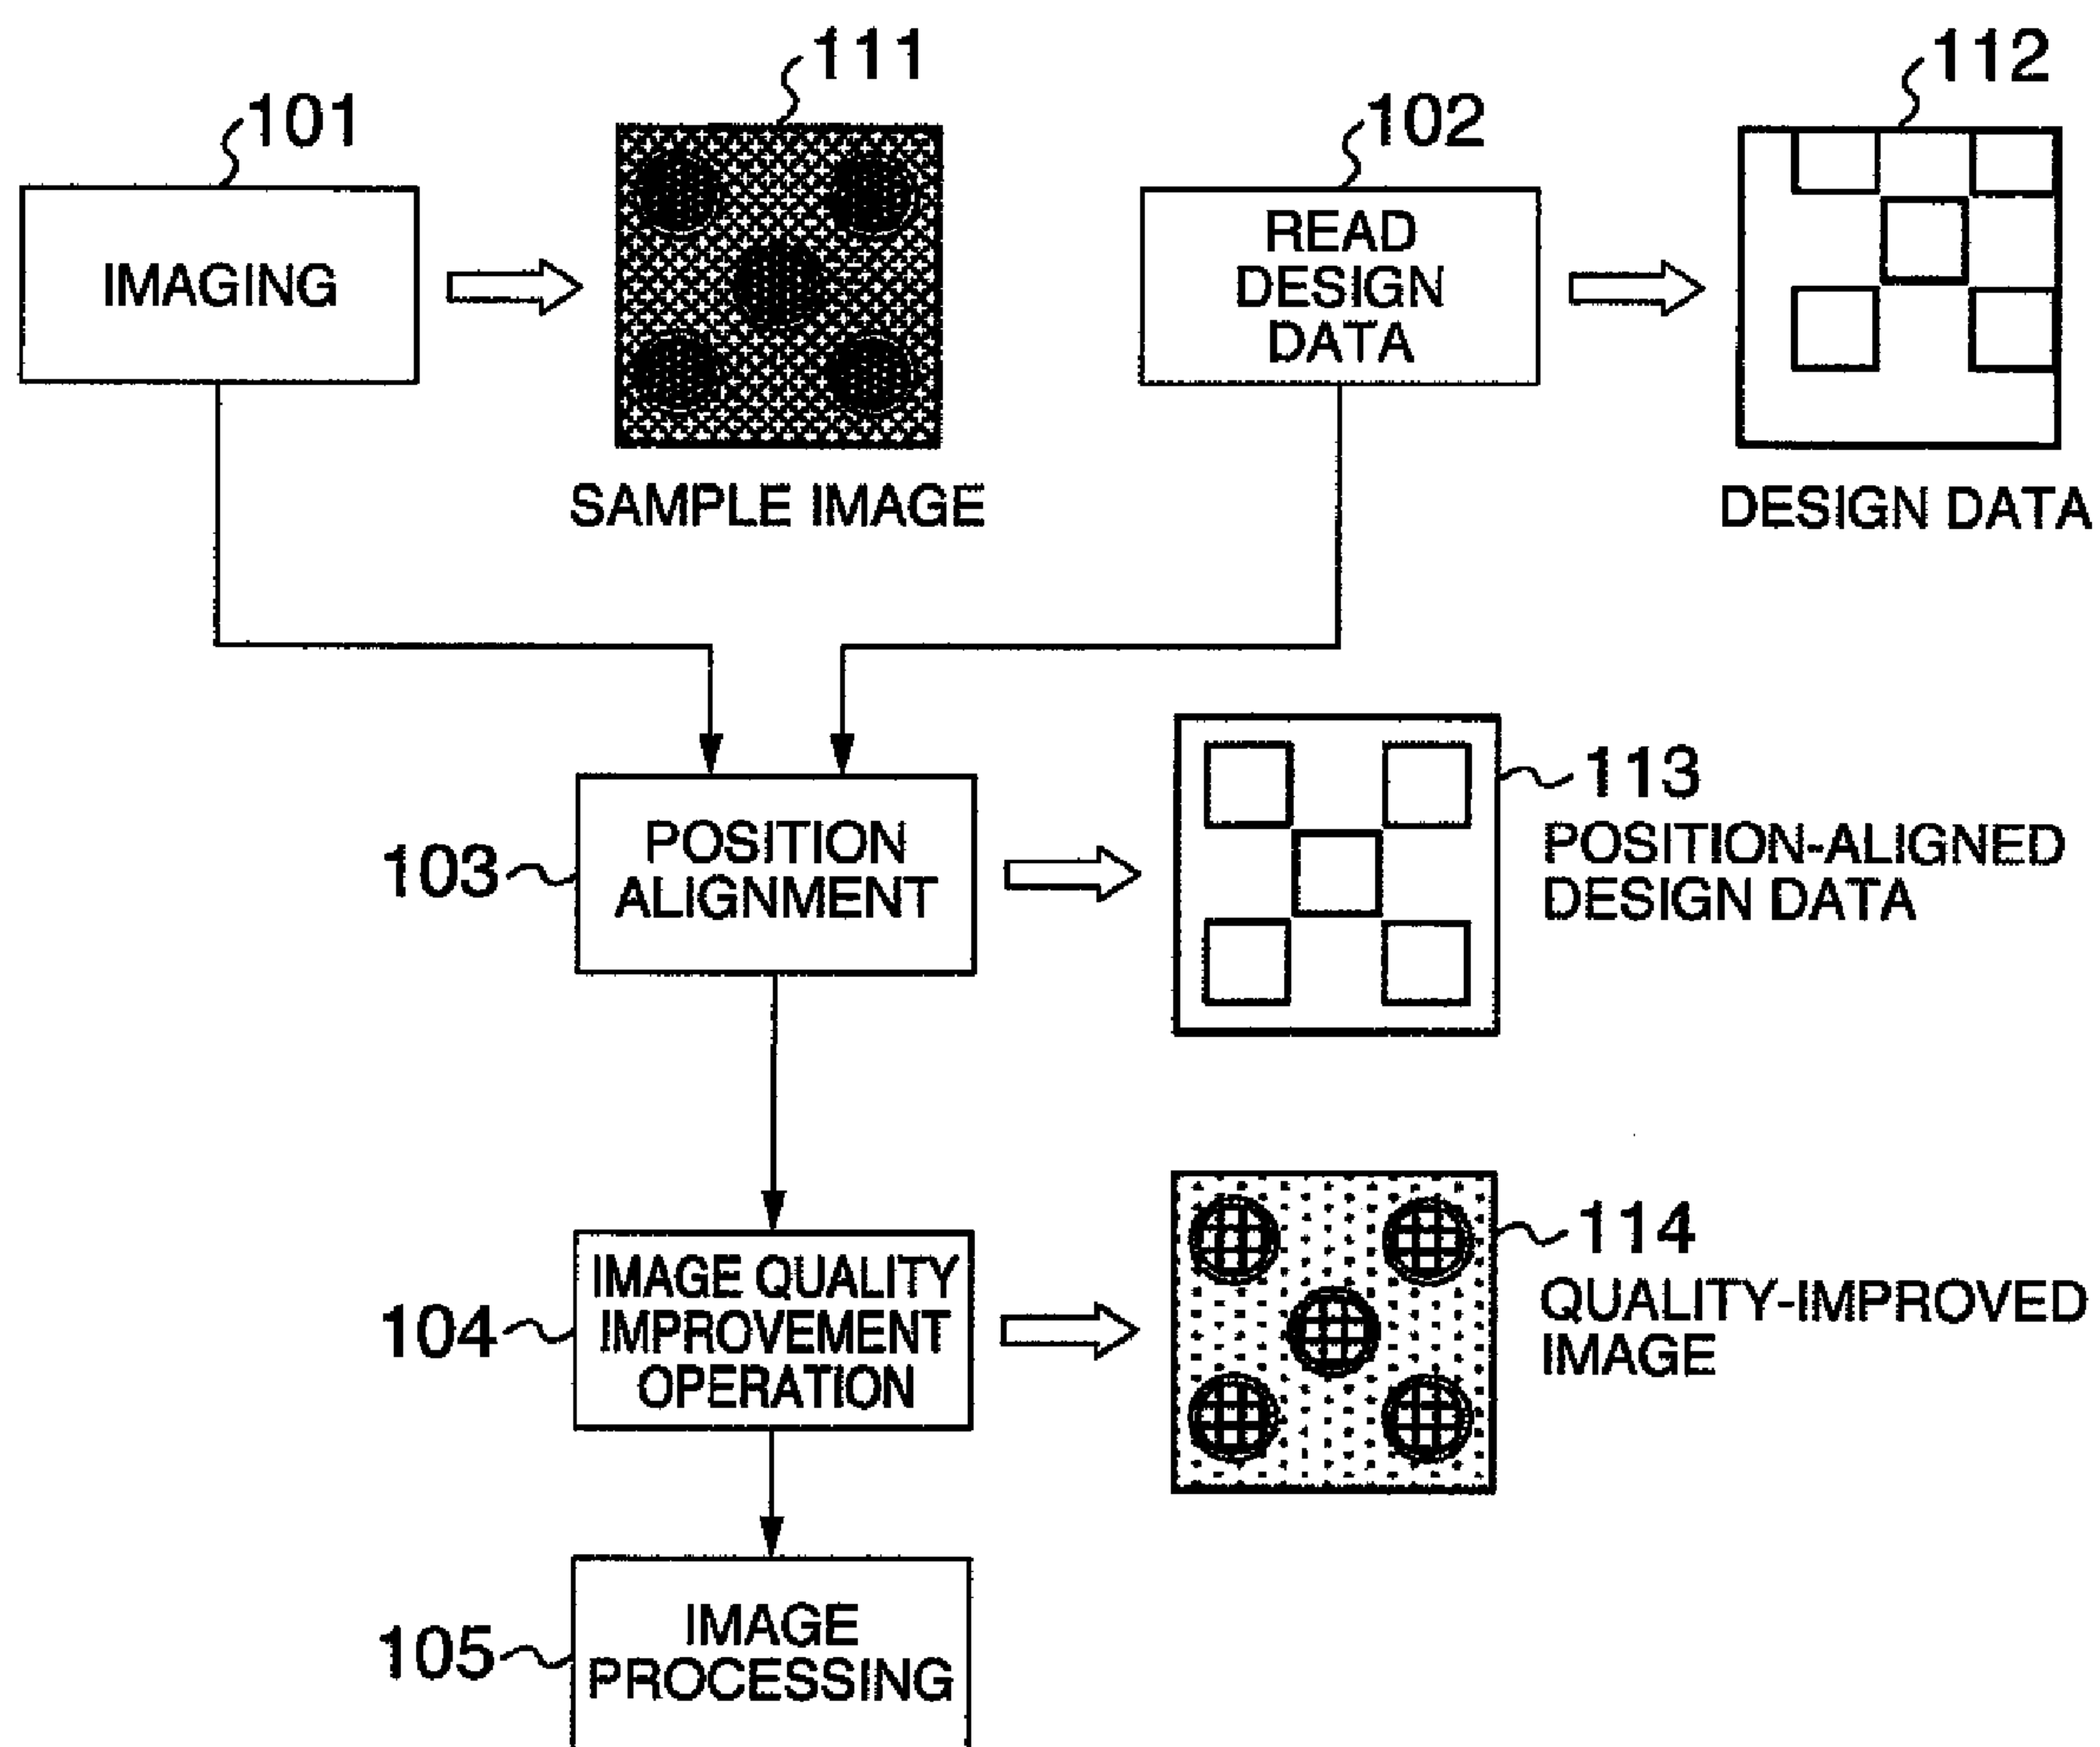 111
112
101
102
IMAGING
READ
DESIGN
DATA
SAMPLE IMAGE
DESIGN DATA
113
103
POSITION
ALIGNMENT
POSITION-ALIGNED
DESIGN DATA
114
104
IMAGE QUALITY
IMPROVEMENT
OPERATION
QUALITY-IMPROVED
IMAGE
105
IMAGE
PROCESSING